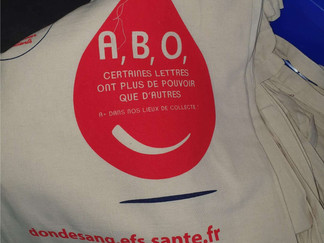 A, B, O,
CERTAINES LETTRES
ONT PLUS DE POUVOIR
QUE D'AUTRES
A+ DANS NOS LIEUX DE COLLECTE !
dondesang.efs.sante.fr